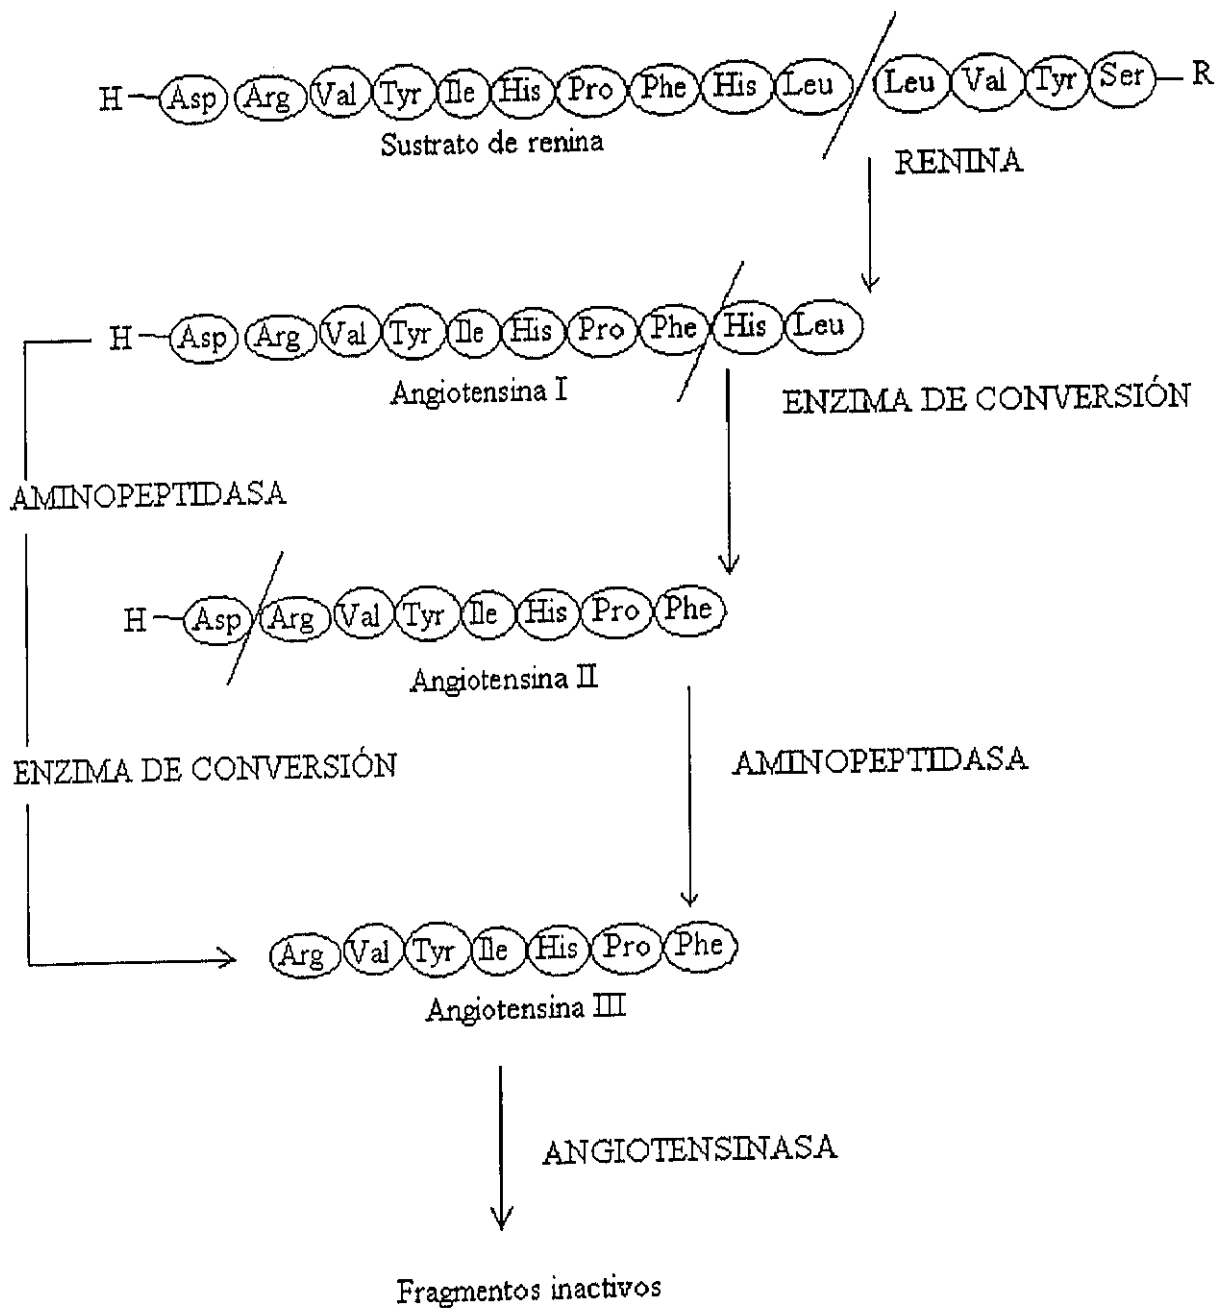 H Asp Arg Val Tyr Ile His Pro Phe His Leu Leu Val Tyr Ser R
Sustrato de renina
RENINA
H Asp Arg Val Tyr Ile His Pro Phe His Leu
Angiotensina I
ENZIMA DE CONVERSIÓN
AMINOPEPTIDASA
H Asp Arg Val Tyr Ile His Pro Phe
Angiotensina II
ENZIMA DE CONVERSIÓN
AMINOPEPTIDASA
Arg Val Tyr Ile His Pro Phe
Angiotensina III
ANGIOTENSINASA
Fragmentos inactivos